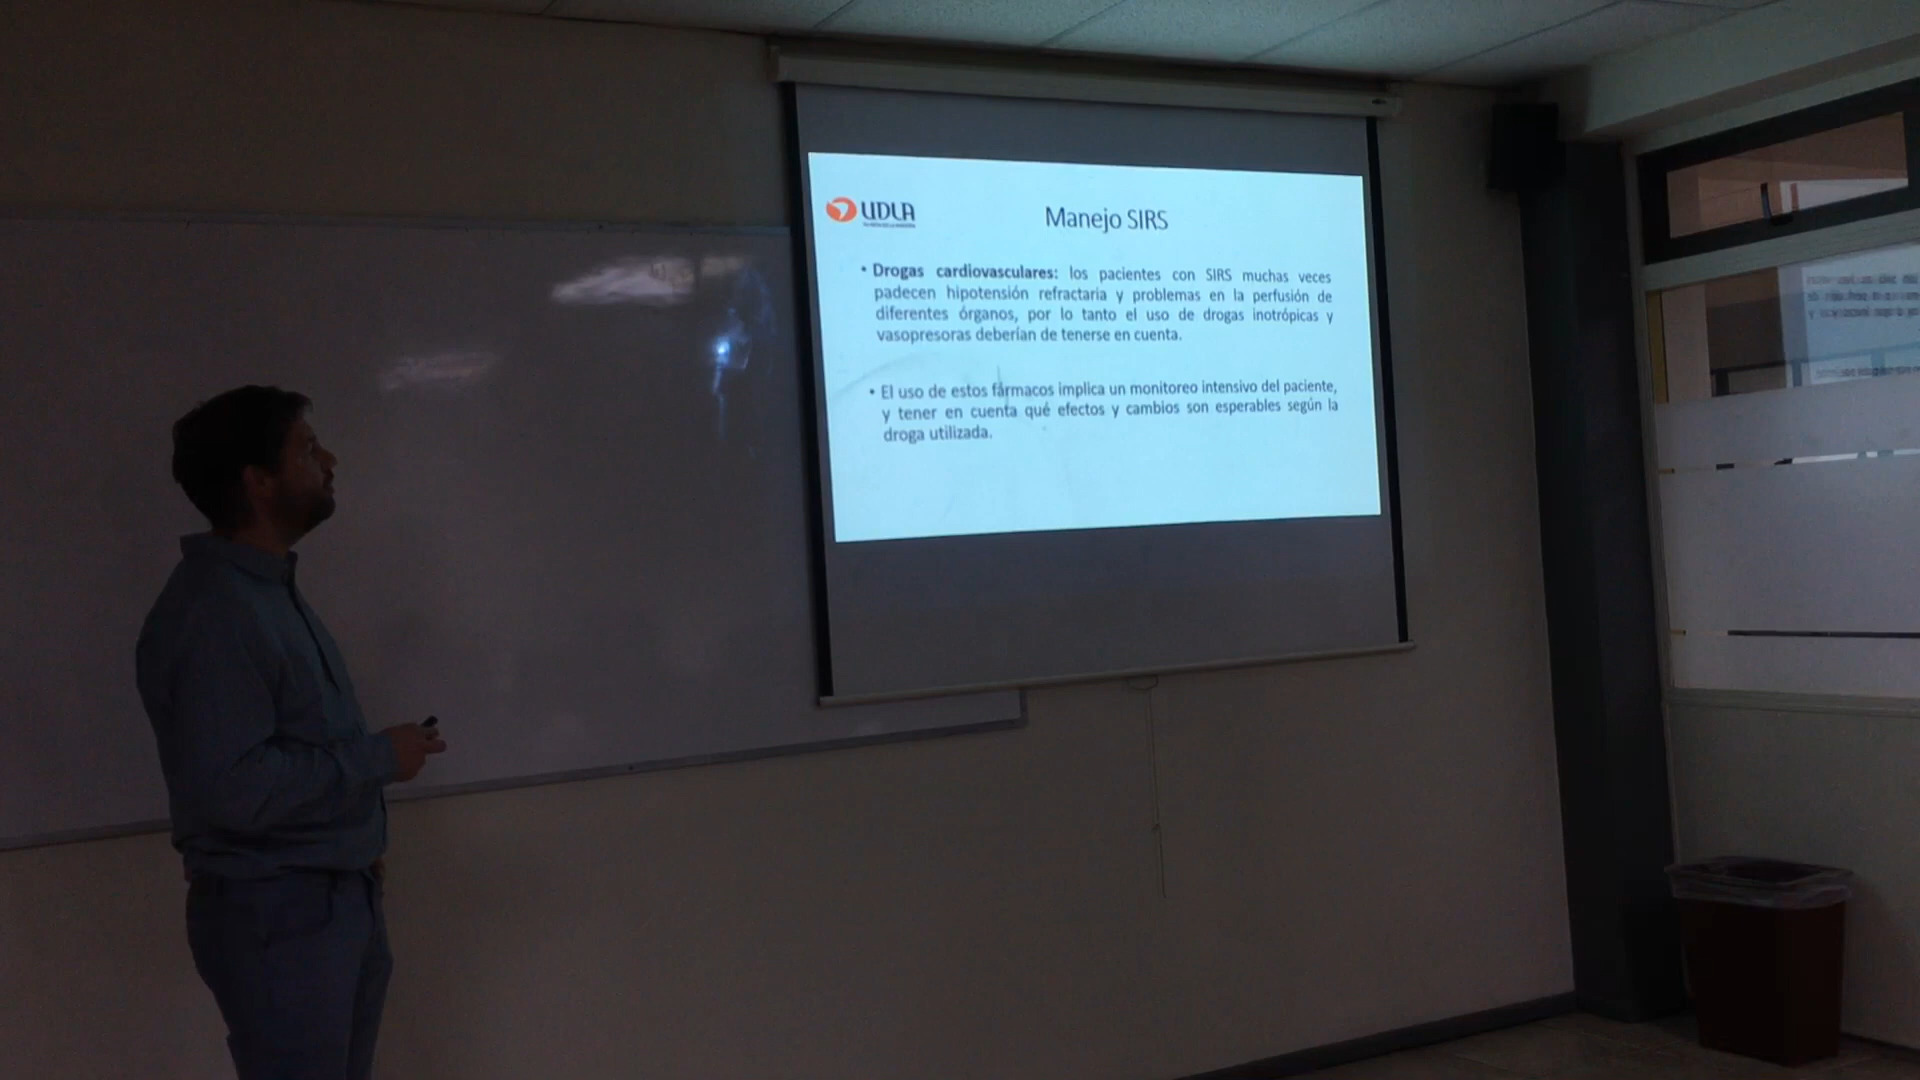 UDLA
Manejo SIRS
• Drogas cardiovasculares: los pacientes con SIRS muchas veces
padecen hipotensión refractaria y problemas en la perfusión de
diferentes órganos, por lo tanto el uso de drogas inotrópicas y
vasopresoras deberían de tenerse en cuenta.
• El uso de estos fármacos implica un monitoreo intensivo del paciente,
y tener en cuenta qué efectos y cambios son esperables según la
droga utilizada.